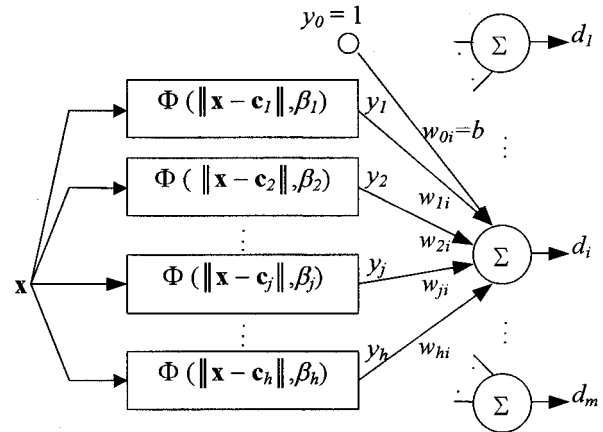 y₀ = 1
Σ
d₁
Φ ( ‖x – c₁‖ ,β₁)
y₁
w₀ᵢ=b
Φ ( ‖x – c₂‖ ,β₂)
y₂
w₁ᵢ
w₂ᵢ
Σ
dᵢ
x
Φ ( ‖x – cⱼ‖ ,βⱼ)
yⱼ
wⱼᵢ
Φ ( ‖x – cₕ‖ ,βₕ)
yₕ
wₕᵢ
Σ
dₘ